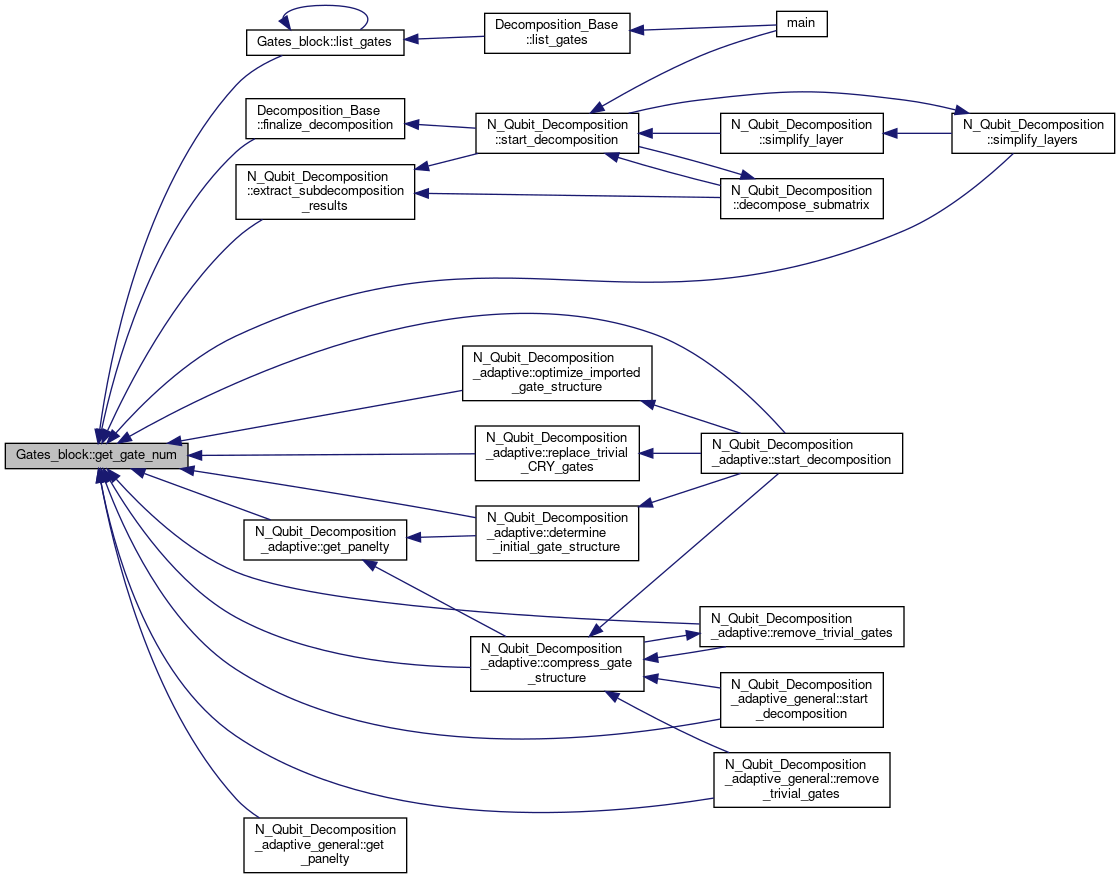 Gates_block::list_gates
Decomposition_Base
::list_gates
main
Decomposition_Base
::finalize_decomposition
N_Qubit_Decomposition
::start_decomposition
N_Qubit_Decomposition
::simplify_layer
N_Qubit_Decomposition
::simplify_layers
N_Qubit_Decomposition
::extract_subdecomposition
_results
N_Qubit_Decomposition
::decompose_submatrix
N_Qubit_Decomposition
_adaptive::optimize_imported
_gate_structure
Gates_block::get_gate_num
N_Qubit_Decomposition
_adaptive::replace_trivial
_CRY_gates
N_Qubit_Decomposition
_adaptive::start_decomposition
N_Qubit_Decomposition
_adaptive::get_panelty
N_Qubit_Decomposition
_adaptive::determine
_initial_gate_structure
N_Qubit_Decomposition
_adaptive::remove_trivial_gates
N_Qubit_Decomposition
_adaptive::compress_gate
_structure
N_Qubit_Decomposition
_adaptive_general::start
_decomposition
N_Qubit_Decomposition
_adaptive_general::remove
_trivial_gates
N_Qubit_Decomposition
_adaptive_general::get
_panelty